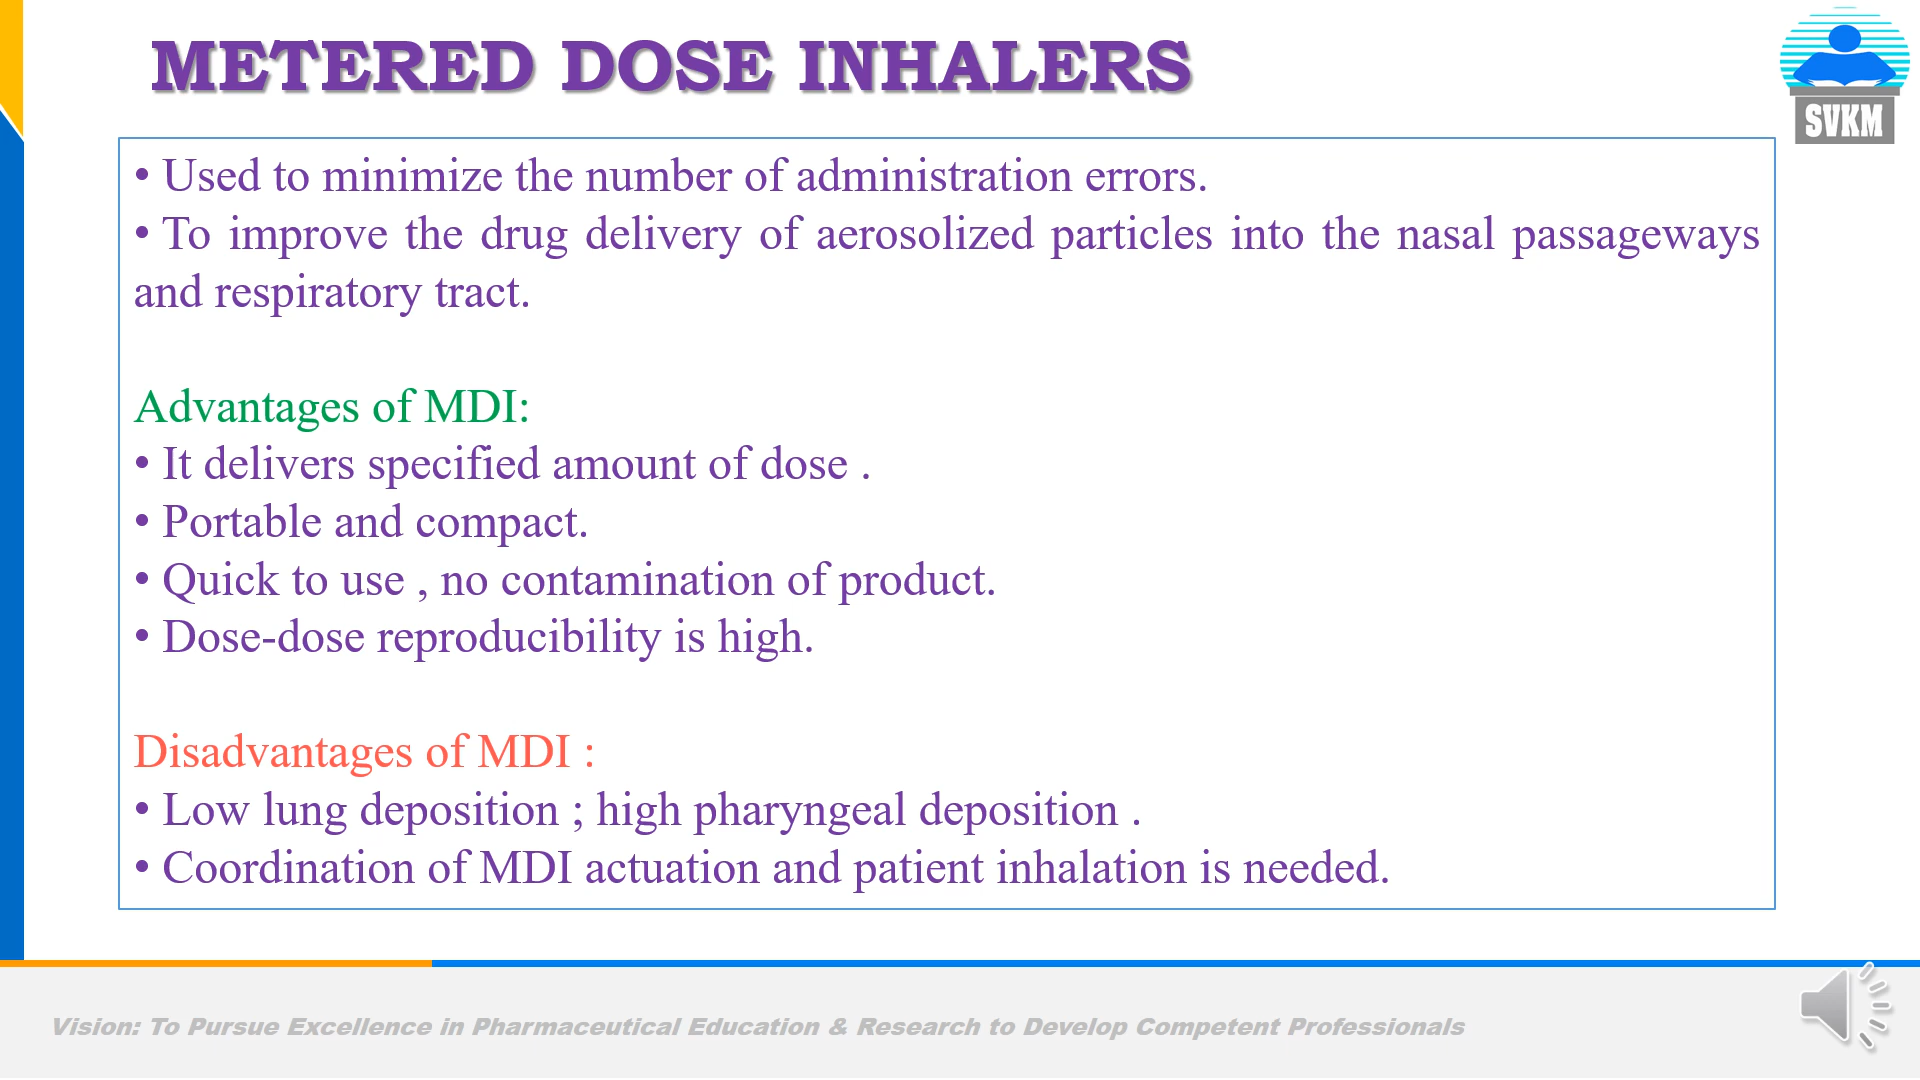 METERED DOSE INHALERS
SVKM
• Used to minimize the number of administration errors.
• To improve the drug delivery of aerosolized particles into the nasal passageways
and respiratory tract.
Advantages of MDI:
• It delivers specified amount of dose .
• Portable and compact.
• Quick to use , no contamination of product.
• Dose-dose reproducibility is high.
Disadvantages of MDI :
• Low lung deposition ; high pharyngeal deposition .
• Coordination of MDI actuation and patient inhalation is needed.
Vision: To Pursue Excellence in Pharmaceutical Education & Research to Develop Competent Professionals